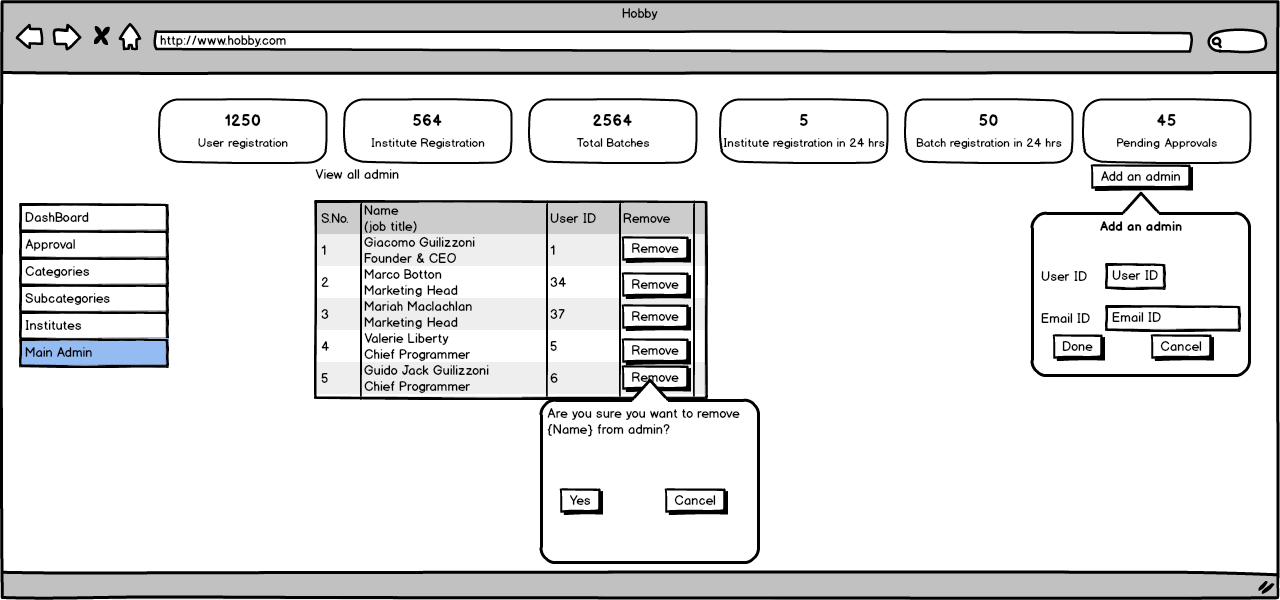 Hobby
http://www.hobby.com
1250
User registration
564
Institute Registration
2564
Total Batches
5
Institute registration in 24 hrs
50
Batch registration in 24 hrs
45
Pending Approvals
View all admin
Add an admin
DashBoard
Approval
Categories
Subcategories
Institutes
Main Admin
S.No.
Name
(job title)
User ID
Remove
1
Giacomo Guilizzoni
Founder & CEO
1
Remove
2
Marco Botton
Marketing Head
34
Remove
3
Mariah Maclachlan
Marketing Head
37
Remove
4
Valerie Liberty
Chief Programmer
5
Remove
5
Guido Jack Guilizzoni
Chief Programmer
6
Remove
Are you sure you want to remove
{Name} from admin?
Yes
Cancel
Add an admin
User ID
User ID
Email ID
Email ID
Done
Cancel